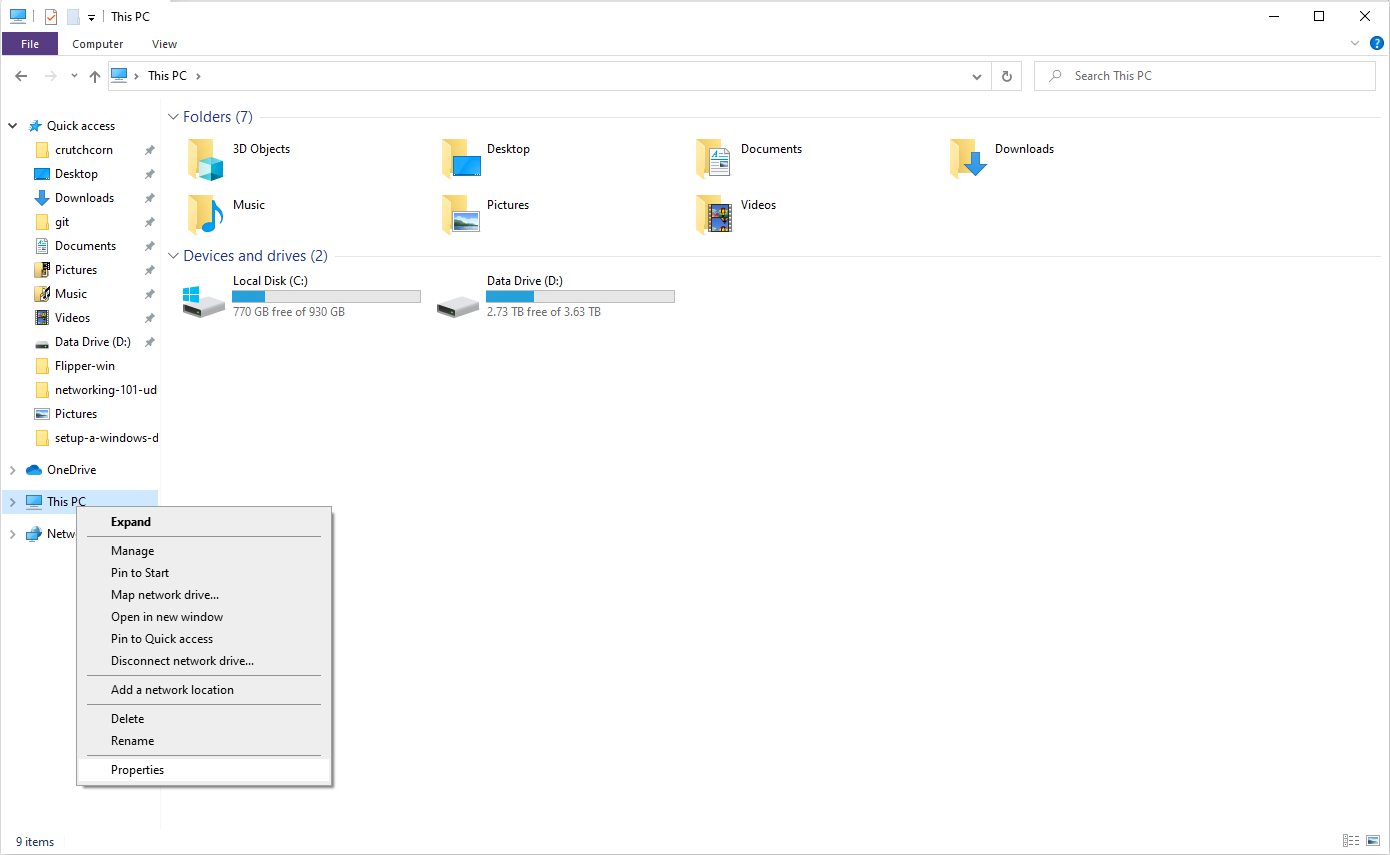 This PC
File Computer View
This PC
Search This PC
Quick access
crutchcorn
Desktop
Downloads
git
Documents
Pictures
Music
Videos
Data Drive (D:)
Flipper-win
networking-101-ud
Pictures
setup-a-windows-d
OneDrive
This PC
Netw
Folders (7)
3D Objects
Desktop
Documents
Downloads
Music
Pictures
Videos
Devices and drives (2)
Local Disk (C:)
770 GB free of 930 GB
Data Drive (D:)
2.73 TB free of 3.63 TB
Expand
Manage
Pin to Start
Map network drive...
Open in new window
Pin to Quick access
Disconnect network drive...
Add a network location
Delete
Rename
Properties
9 items